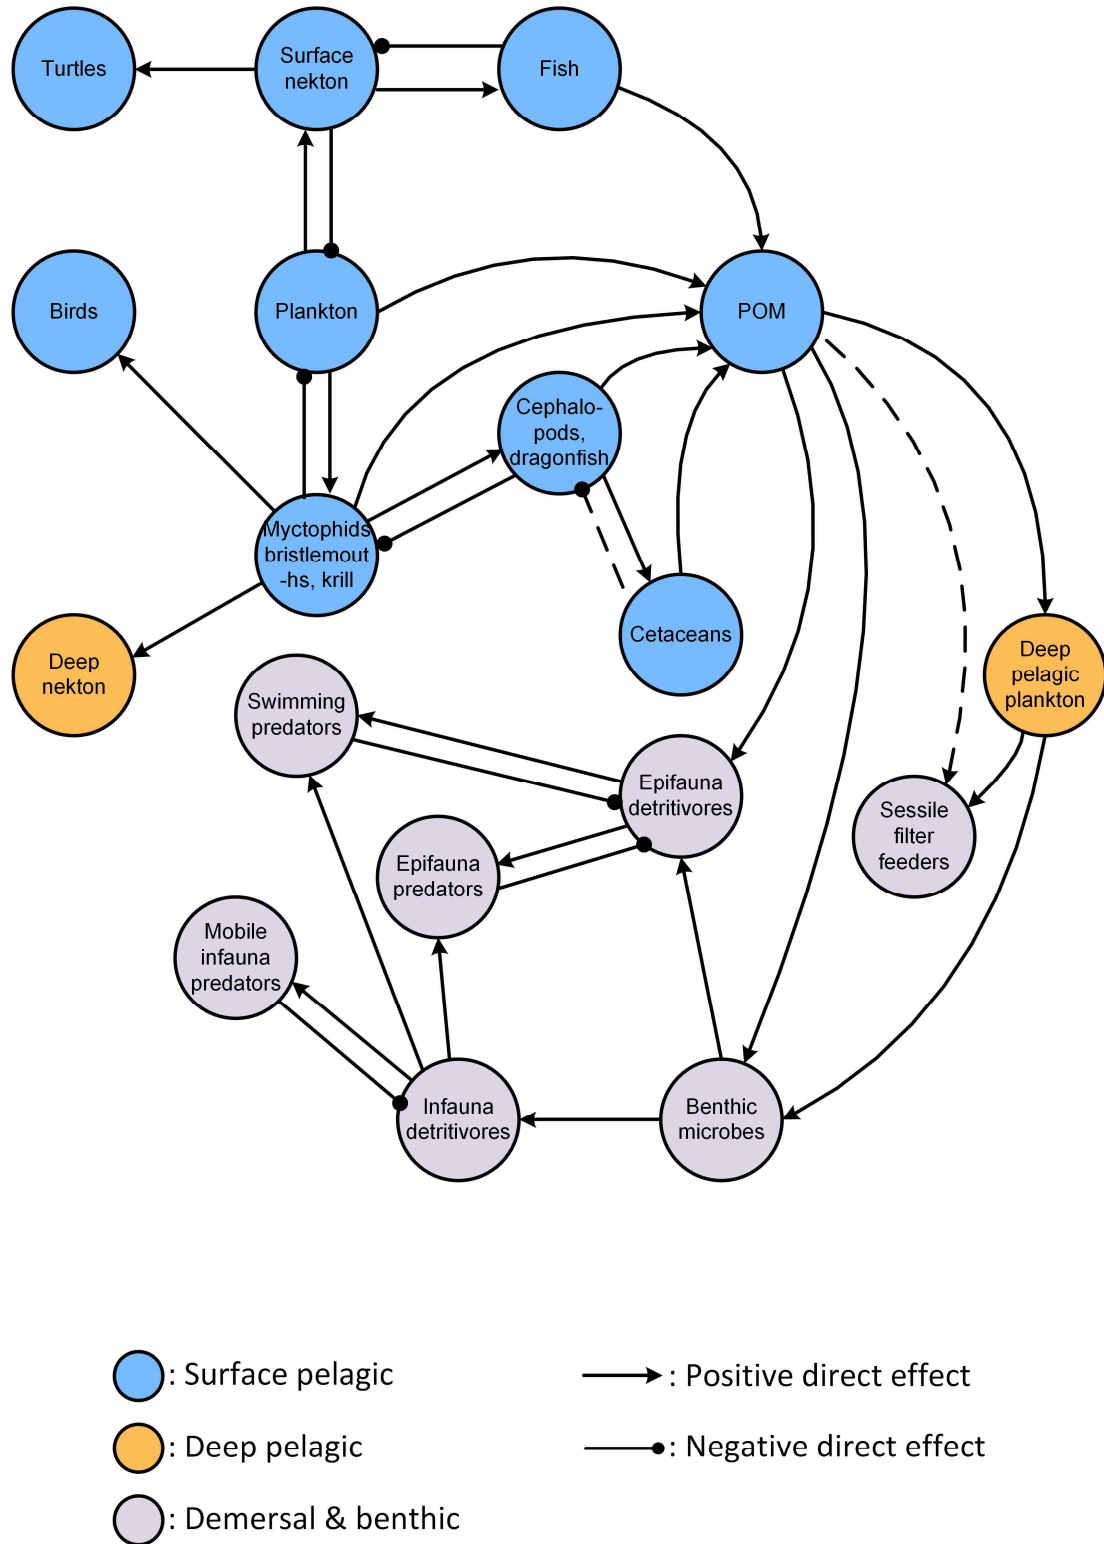 Turtles
Surface
nekton
Fish
Birds
Plankton
POM
Cephalo-
pods,
dragonfish
Myctophids
bristlemout
-hs, krill
Cetaceans
Deep
nekton
Deep
pelagic
plankton
Swimming
predators
Epifauna
detritivores
Sessile
filter
feeders
Epifauna
predators
Mobile
infauna
predators
Infauna
detritivores
Benthic
microbes
: Surface pelagic
: Positive direct effect
: Deep pelagic
: Negative direct effect
: Demersal & benthic